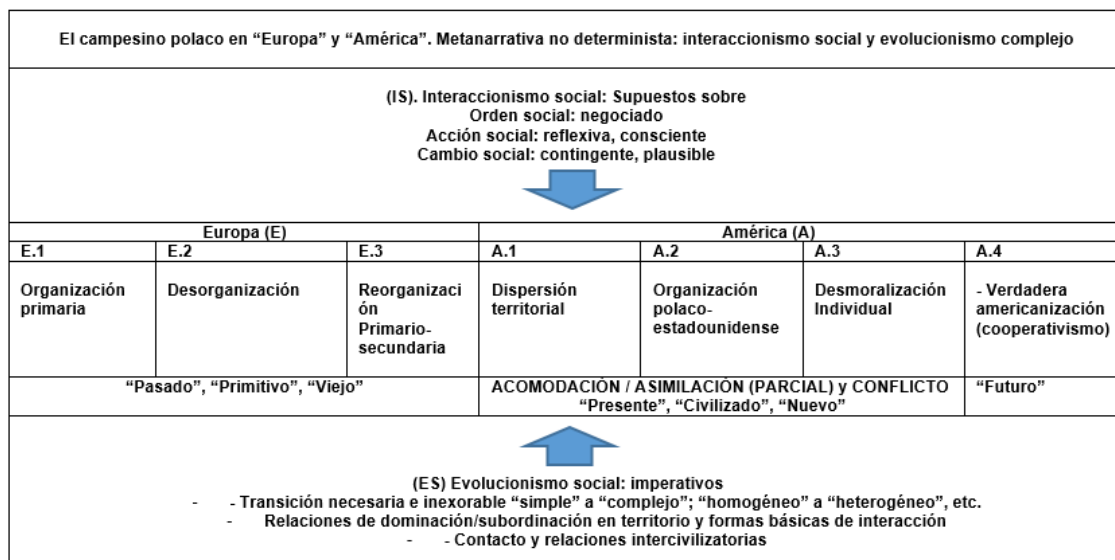 El campesino polaco en “Europa” y “América”. Metanarrativa no determinista: interaccionismo social y evolucionismo complejo
(IS). Interaccionismo social: Supuestos sobre
Orden social: negociado
Acción social: reflexiva, consciente
Cambio social: contingente, plausible
Europa (E)
América (A)
E.1
E.2
E.3
A.1
A.2
A.3
A.4
Organización
primaria
Desorganización
Reorganizaci
ón
Primario-
secundaria
Dispersión
territorial
Organización
polaco-
estadounidense
Desmoralización
Individual
- Verdadera
americanización
(cooperativismo)
“Pasado”, “Primitivo”, “Viejo”
ACOMODACIÓN / ASIMILACIÓN (PARCIAL) y CONFLICTO
“Presente”, “Civilizado”, “Nuevo”
“Futuro”
(ES) Evolucionismo social: imperativos
- - Transición necesaria e inexorable “simple” a “complejo”; “homogéneo” a “heterogéneo”, etc.
- Relaciones de dominación/subordinación en territorio y formas básicas de interacción
- - Contacto y relaciones intercivilizatorias